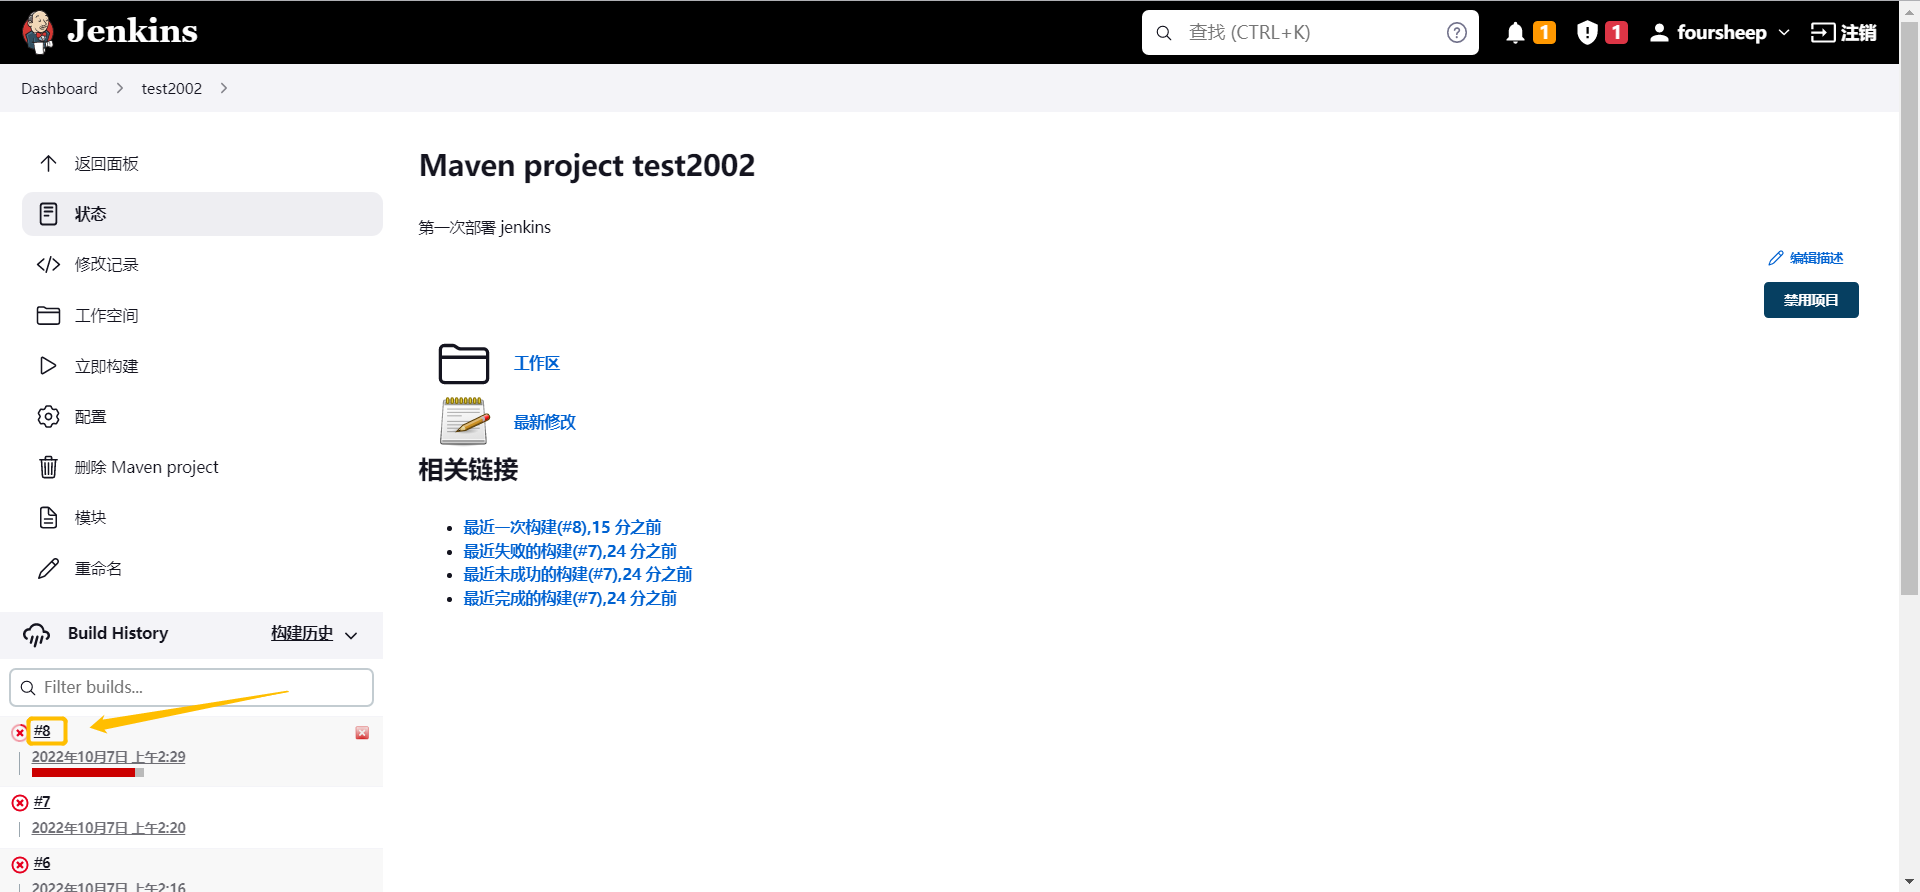 Jenkins
查找 (CTRL+K)
1
1
foursheep
注销
Dashboard
test2002
返回面板
状态
修改记录
工作空间
立即构建
配置
删除 Maven project
模块
重命名
Maven project test2002
第一次部署 jenkins
编辑描述
禁用项目
工作区
最新修改
相关链接
最近一次构建(#8),15 分之前
最近失败的构建(#7),24 分之前
最近未成功的构建(#7),24 分之前
最近完成的构建(#7),24 分之前
Build History
构建历史
Filter builds...
#8
2022年10月7日 上午2:29
#7
2022年10月7日 上午2:20
#6
2022年10月7日 上午2:16